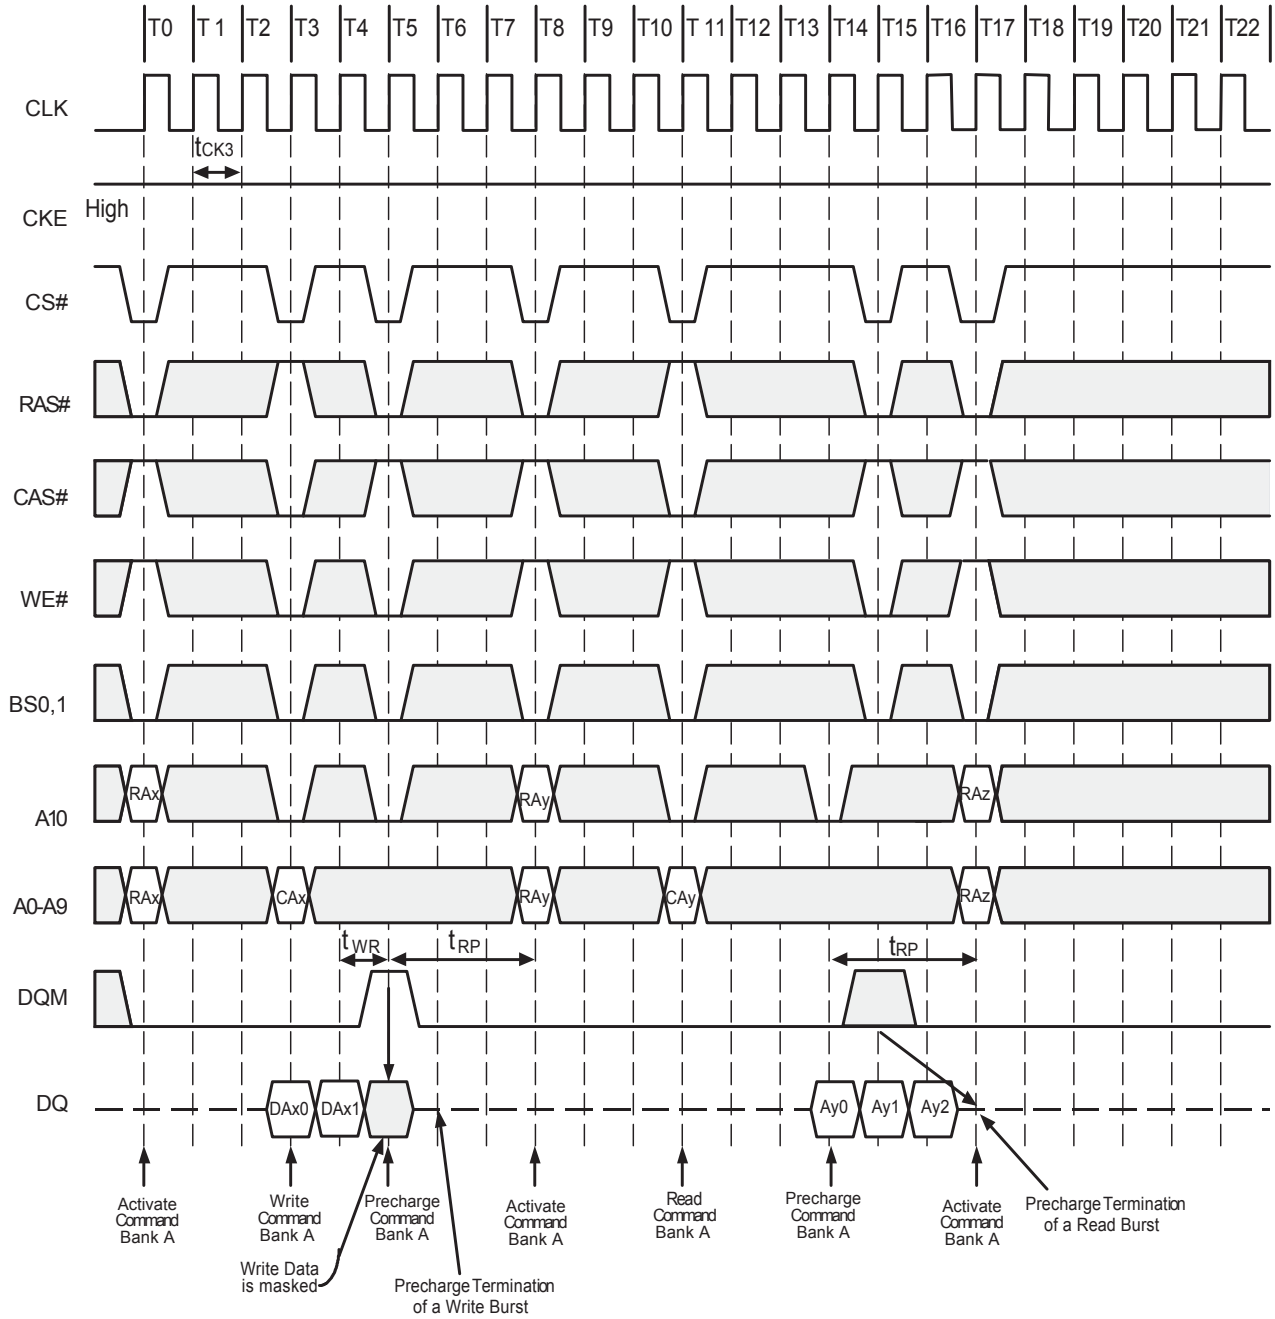 T0 T 1 T2 T3 T4 T5 T6 T7 T8 T9 T10 T 11 T12 T13 T14 T15 T16 T17 T18 T19 T20 T21 T22
CLK
tCK3
High
CKE
CS#
RAS#
CAS#
WE#
BS0,1
RAx RAy RAz
A10
RAx CAx RAy CAy RAz
A0-A9
tWR tRP tRP
DQM
DQ
DAx0 DAx1 Ay0 Ay1 Ay2
Activate
Command
Bank A
Write
Command
Bank A
Precharge
Command
Bank A
Activate
Command
Bank A
Read
Command
Bank A
Precharge
Command
Bank A
Activate
Command
Bank A
Precharge Termination
of a Read Burst
Write Data
is masked
Precharge Termination
of a Write Burst